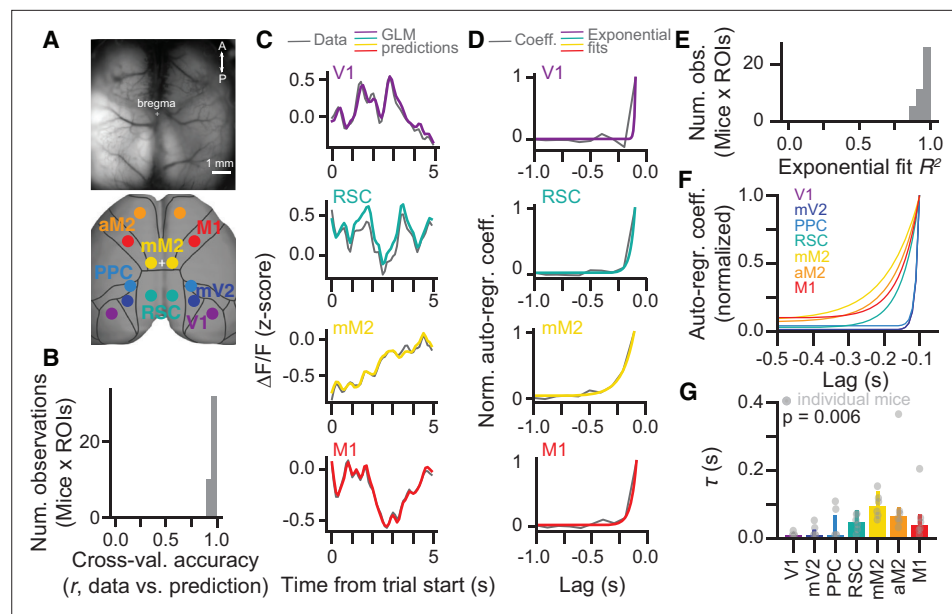 A
A
P
bregma
1 mm
aM2
M1
mM2
+
PPC
mV2
RSC
V1
B
Num. observations
(Mice x ROIs)
20
0
0.0
0.5
1.0
Cross-val. accuracy
(r, data vs. prediction)
C
Data
GLM
predictions
V1
0.5
0.0
0
5
RSC
0.5
0.0
0
5
mM2
0.0
-0.5
0
5
M1
0.0
-0.5
0
5
ΔF/F (z-score)
Time from trial start (s)
D
Coeff.
Exponential
fits
V1
1
0
-1.0
-0.5
0.0
RSC
1
0
-1.0
-0.5
0.0
mM2
1
0
-1.0
-0.5
0.0
M1
1
0
-1.0
-0.5
0.0
Norm. auto-regr. coeff.
Lag (s)
E
Num. obs.
(Mice x ROIs)
20
0
0.0
0.5
1.0
Exponential fit R²
F
Auto-regr. coeff.
(normalized)
1.0
0.5
0.0
V1
mV2
PPC
RSC
mM2
aM2
M1
-0.5
-0.4
-0.3
-0.2
-0.1
Lag (s)
G
individual mice
p = 0.006
τ (s)
0.4
0.2
0.0
V1
mV2
PPC
RSC
mM2
aM2
M1